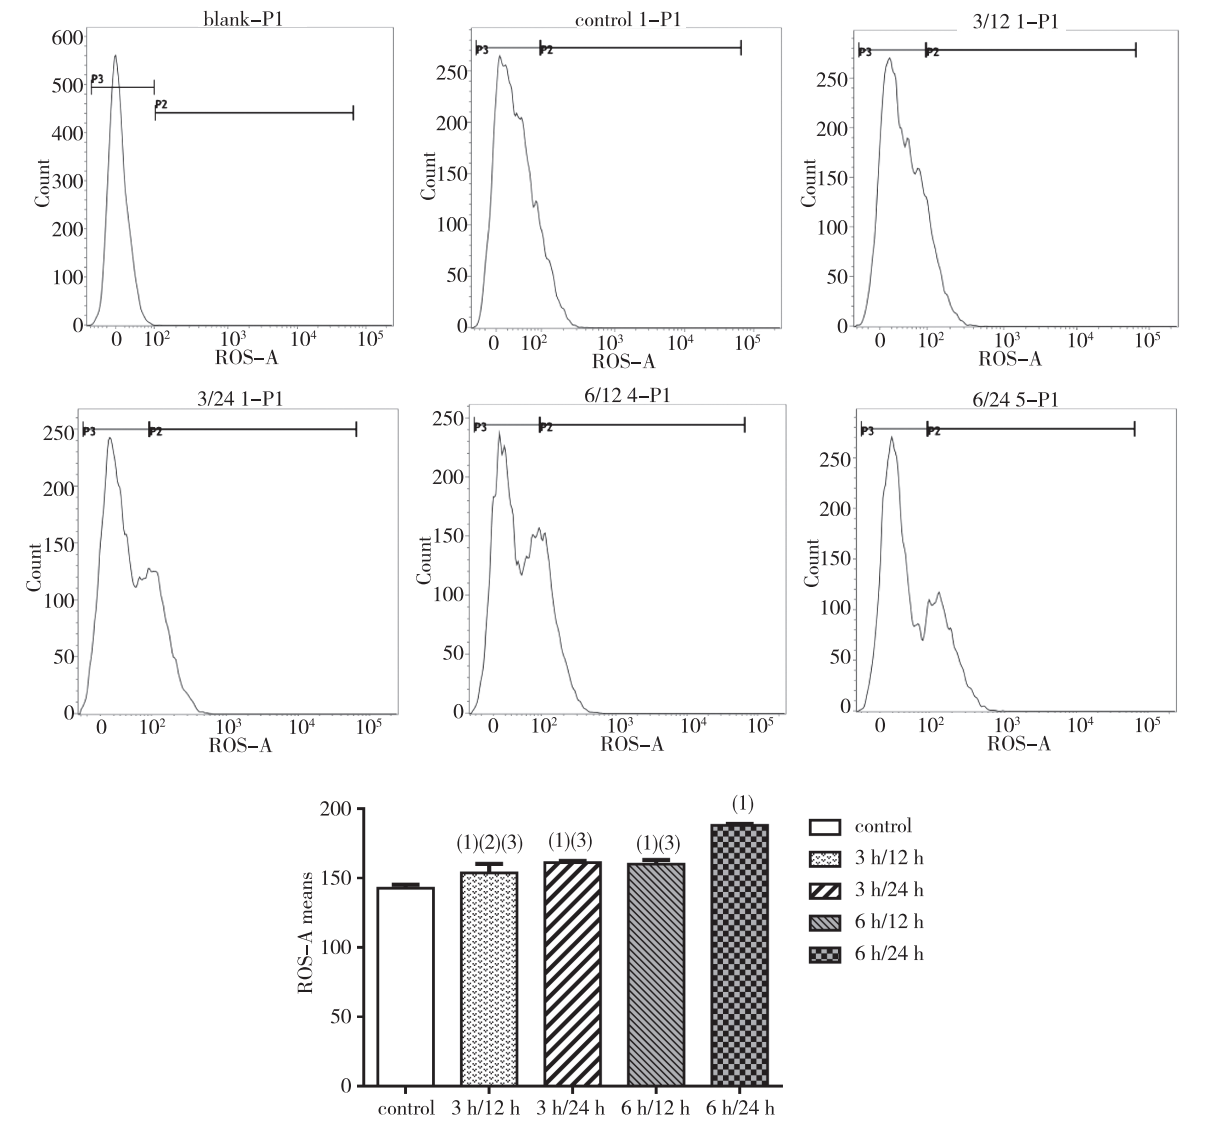 blank–P1
600
500
400
300
200
100
0
Count
P3
P2
0 10² 10³ 10⁴ 10⁵
ROS–A
control 1–P1
250
200
150
100
50
0
Count
P3 P2
0 10² 10³ 10⁴ 10⁵
ROS–A
3/12 1–P1
250
200
150
100
50
0
Count
P3 P2
0 10² 10³ 10⁴ 10⁵
ROS–A
3/24 1–P1
250
200
150
100
50
0
Count
P3 P2
0 10² 10³ 10⁴ 10⁵
ROS–A
6/12 4–P1
250
200
150
100
50
0
Count
P3 P2
0 10² 10³ 10⁴ 10⁵
ROS–A
6/24 5–P1
250
200
150
100
50
0
Count
P3 P2
0 10² 10³ 10⁴ 10⁵
ROS–A
200
150
100
50
0
ROS–A means
(1)(2)(3)
(1)(3)
(1)(3)
(1)
control 3 h/12 h 3 h/24 h 6 h/12 h 6 h/24 h
control
3 h/12 h
3 h/24 h
6 h/12 h
6 h/24 h